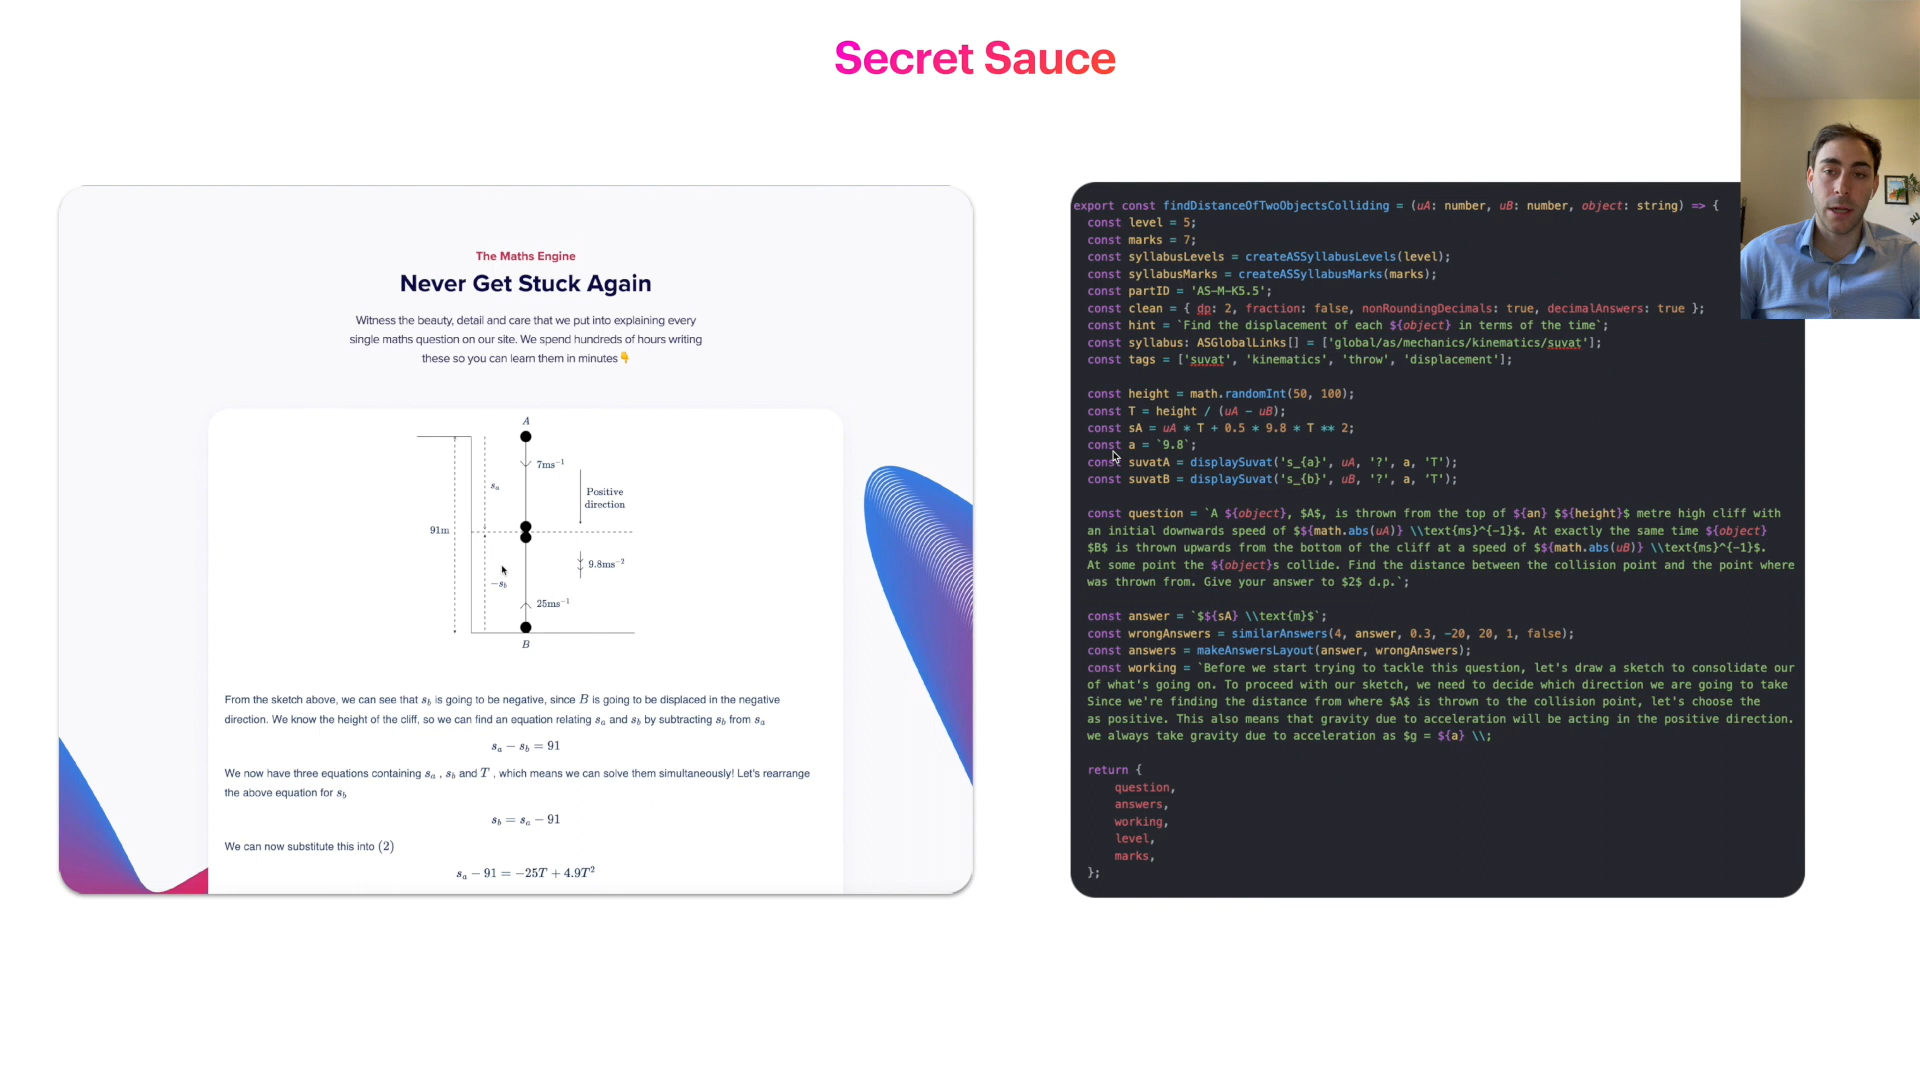 Secret Sauce
The Maths Engine
Never Get Stuck Again
Witness the beauty, detail and care that we put into explaining every
single maths question on our site. We spend hundreds of hours writing
these so you can learn them in minutes👇
A
7ms⁻¹
sₐ
Positive
direction
91m
9.8ms⁻²
−s_b
25ms⁻¹
B
From the sketch above, we can see that s_b is going to be negative, since B is going to be displaced in the negative
direction. We know the height of the cliff, so we can find an equation relating sₐ and s_b by subtracting s_b from sₐ
sₐ − s_b = 91
We now have three equations containing sₐ , s_b and T , which means we can solve them simultaneously! Let's rearrange
the above equation for s_b
s_b = sₐ − 91
We can now substitute this into (2)
sₐ − 91 = −25T + 4.9T²
export const findDistanceOfTwoObjectsColliding = (uA: number, uB: number, object: string) => {
const level = 5;
const marks = 7;
const syllabusLevels = createASSyllabusLevels(level);
const syllabusMarks = createASSyllabusMarks(marks);
const partID = 'AS-M-K5.5';
const clean = { dp: 2, fraction: false, nonRoundingDecimals: true, decimalAnswers: true };
const hint = `Find the displacement of each ${object} in terms of the time`;
const syllabus: ASGlobalLinks[] = ['global/as/mechanics/kinematics/suvat'];
const tags = ['suvat', 'kinematics', 'throw', 'displacement'];
const height = math.randomInt(50, 100);
const T = height / (uA - uB);
const sA = uA * T + 0.5 * 9.8 * T ** 2;
const a = `9.8`;
const suvatA = displaySuvat('s_{a}', uA, '?', a, 'T');
const suvatB = displaySuvat('s_{b}', uB, '?', a, 'T');
const question = `A ${object}, $A$, is thrown from the top of ${an} $${height}$ metre high cliff with
an initial downwards speed of $${math.abs(uA)} \\text{ms}^{-1}$. At exactly the same time ${object}
$B$ is thrown upwards from the bottom of the cliff at a speed of $${math.abs(uB)} \\text{ms}^{-1}$.
At some point the ${object}s collide. Find the distance between the collision point and the point where
was thrown from. Give your answer to $2$ d.p.`;
const answer = `$${sA} \\text{m}$`;
const wrongAnswers = similarAnswers(4, answer, 0.3, -20, 20, 1, false);
const answers = makeAnswersLayout(answer, wrongAnswers);
const working = `Before we start trying to tackle this question, let's draw a sketch to consolidate our
of what's going on. To proceed with our sketch, we need to decide which direction we are going to take
Since we're finding the distance from where $A$ is thrown to the collision point, let's choose the
as positive. This also means that gravity due to acceleration will be acting in the positive direction.
we always take gravity due to acceleration as $g = ${a} \\;
return {
question,
answers,
working,
level,
marks,
};